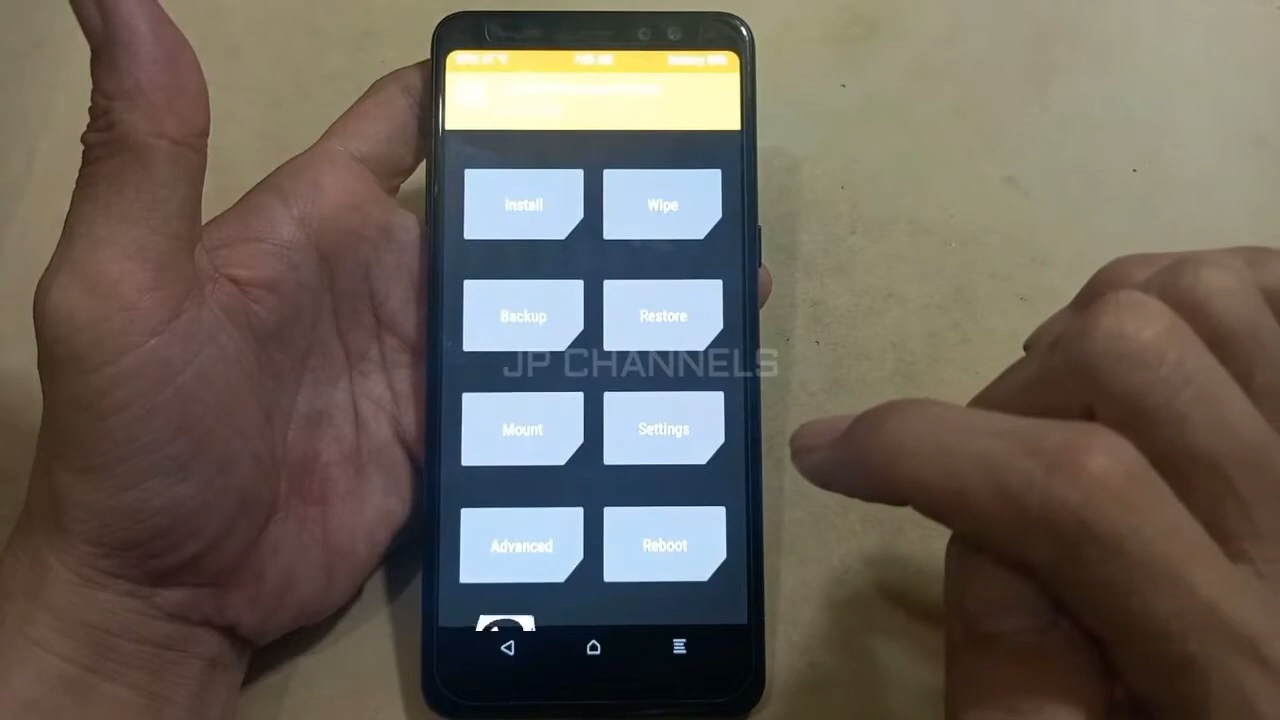 Install Wipe
Backup Restore
JP CHANNELS
Mount Settings
Advanced Reboot